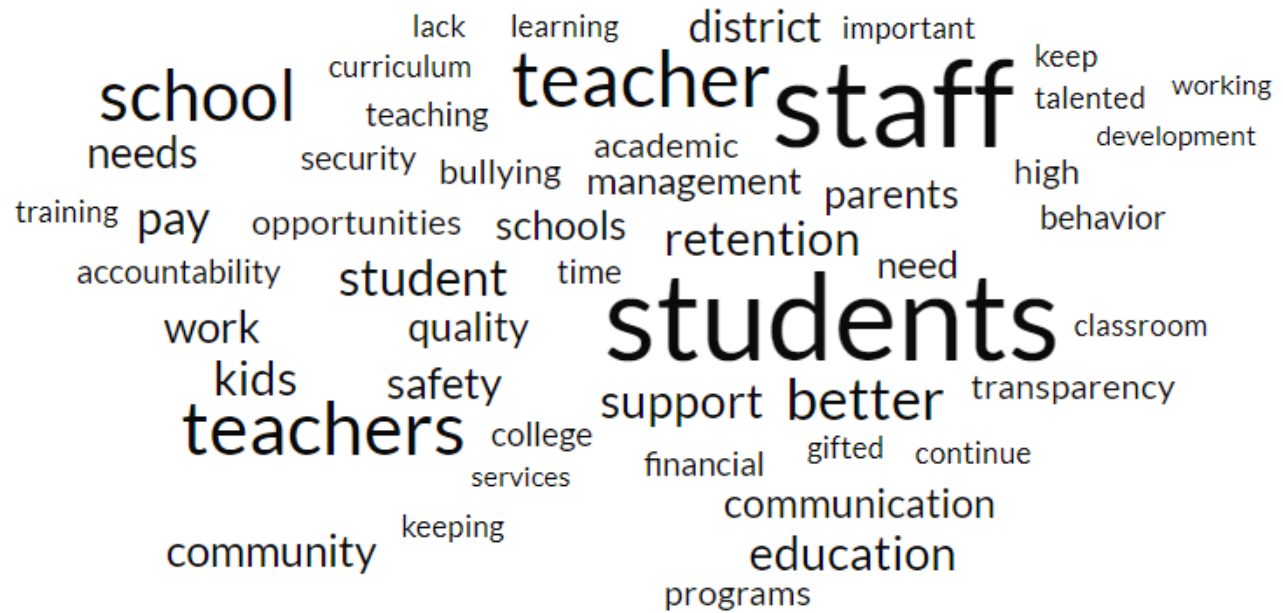 lack learning district important
curriculum keep
school teacher staff talented working
teaching development
needs security bullying academic high
management parents
training pay opportunities schools retention behavior
accountability student time need
work quality students classroom
kids safety support better transparency
teachers college gifted continue
services financial
keeping communication
community education
programs